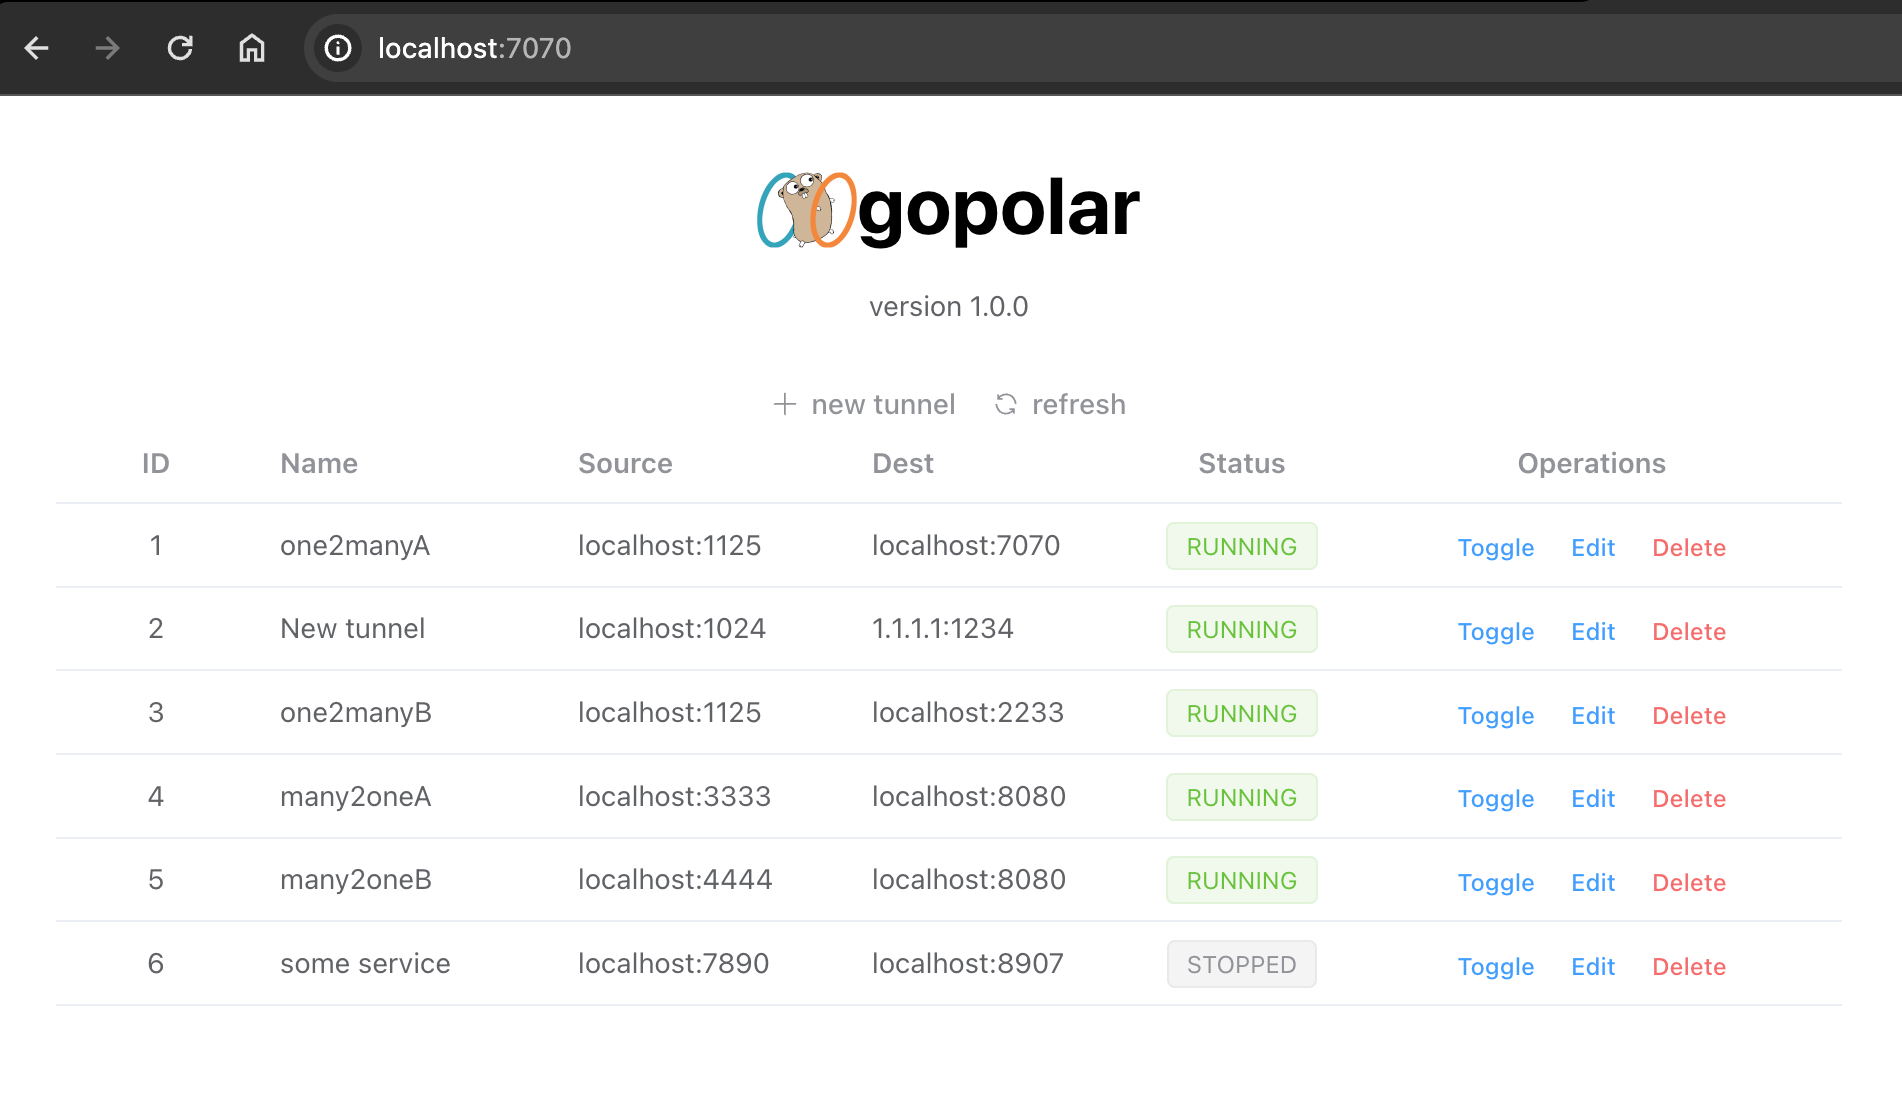 localhost:7070
gopolar
version 1.0.0
new tunnel refresh
ID Name Source Dest Status Operations
1 one2manyA localhost:1125 localhost:7070 RUNNING Toggle Edit Delete
2 New tunnel localhost:1024 1.1.1.1:1234 RUNNING Toggle Edit Delete
3 one2manyB localhost:1125 localhost:2233 RUNNING Toggle Edit Delete
4 many2oneA localhost:3333 localhost:8080 RUNNING Toggle Edit Delete
5 many2oneB localhost:4444 localhost:8080 RUNNING Toggle Edit Delete
6 some service localhost:7890 localhost:8907 STOPPED Toggle Edit Delete